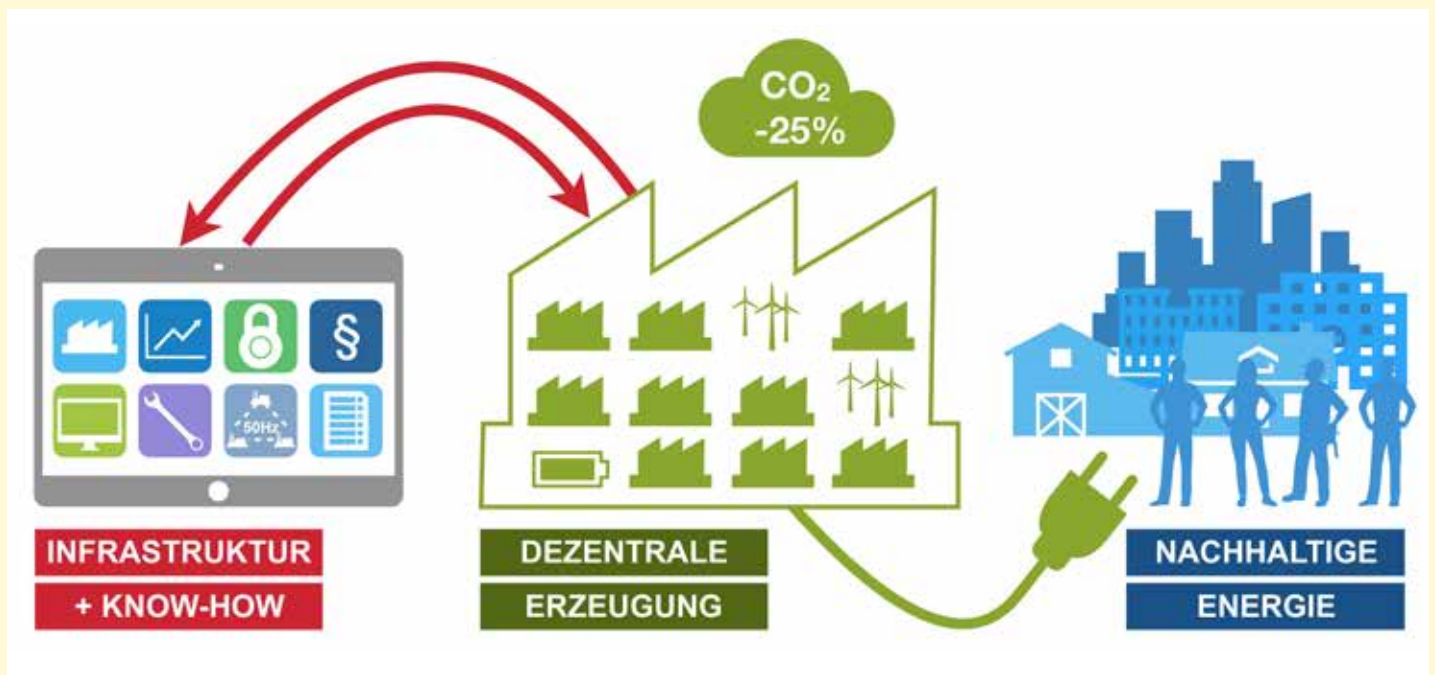 CO₂
-25%
§
50Hz
INFRASTRUKTUR
+ KNOW-HOW
DEZENTRALE
ERZEUGUNG
NACHHALTIGE
ENERGIE